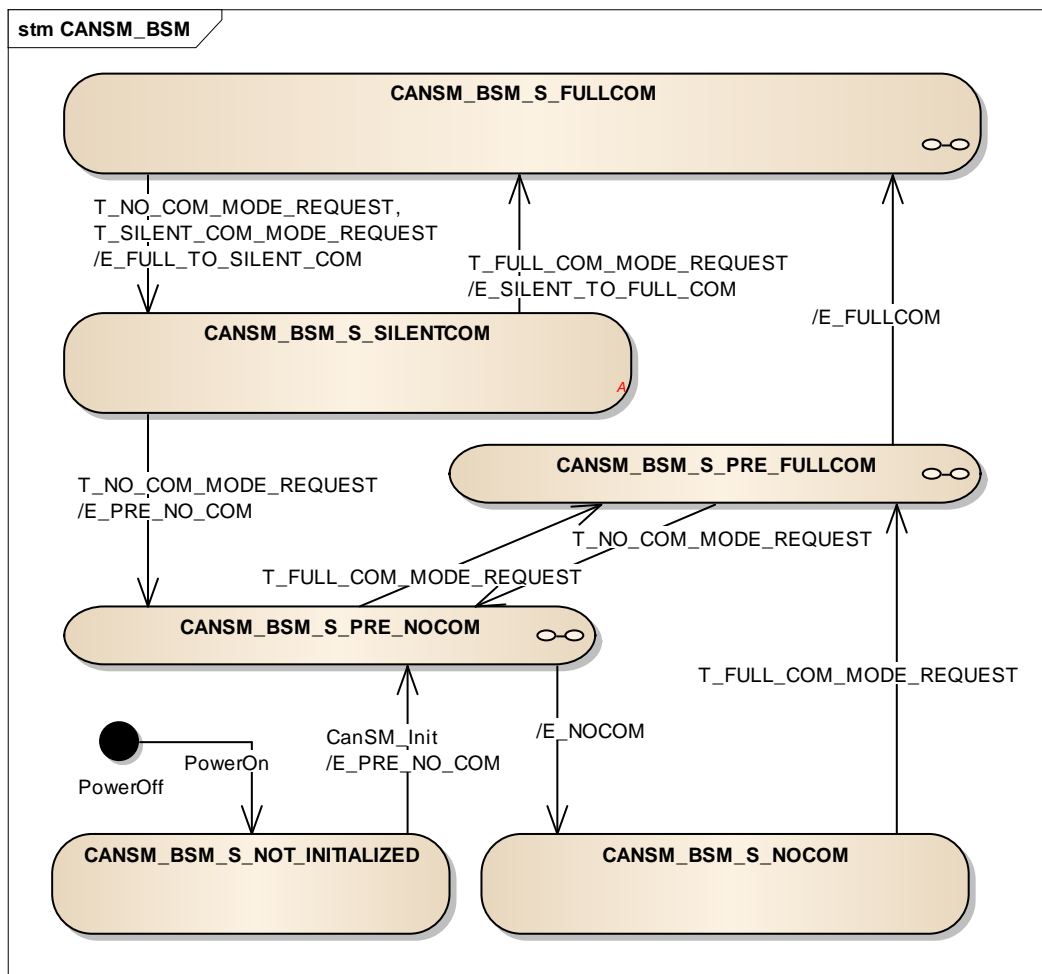 stm CANSM_BSM
CANSM_BSM_S_FULLCOM
T_NO_COM_MODE_REQUEST,
T_SILENT_COM_MODE_REQUEST
/E_FULL_TO_SILENT_COM
T_FULL_COM_MODE_REQUEST
/E_SILENT_TO_FULL_COM
/E_FULLCOM
CANSM_BSM_S_SILENTCOM
A
CANSM_BSM_S_PRE_FULLCOM
T_NO_COM_MODE_REQUEST
/E_PRE_NO_COM
T_NO_COM_MODE_REQUEST
T_FULL_COM_MODE_REQUEST
CANSM_BSM_S_PRE_NOCOM
T_FULL_COM_MODE_REQUEST
PowerOff
PowerOn
CanSM_Init
/E_PRE_NO_COM
/E_NOCOM
CANSM_BSM_S_NOT_INITIALIZED
CANSM_BSM_S_NOCOM